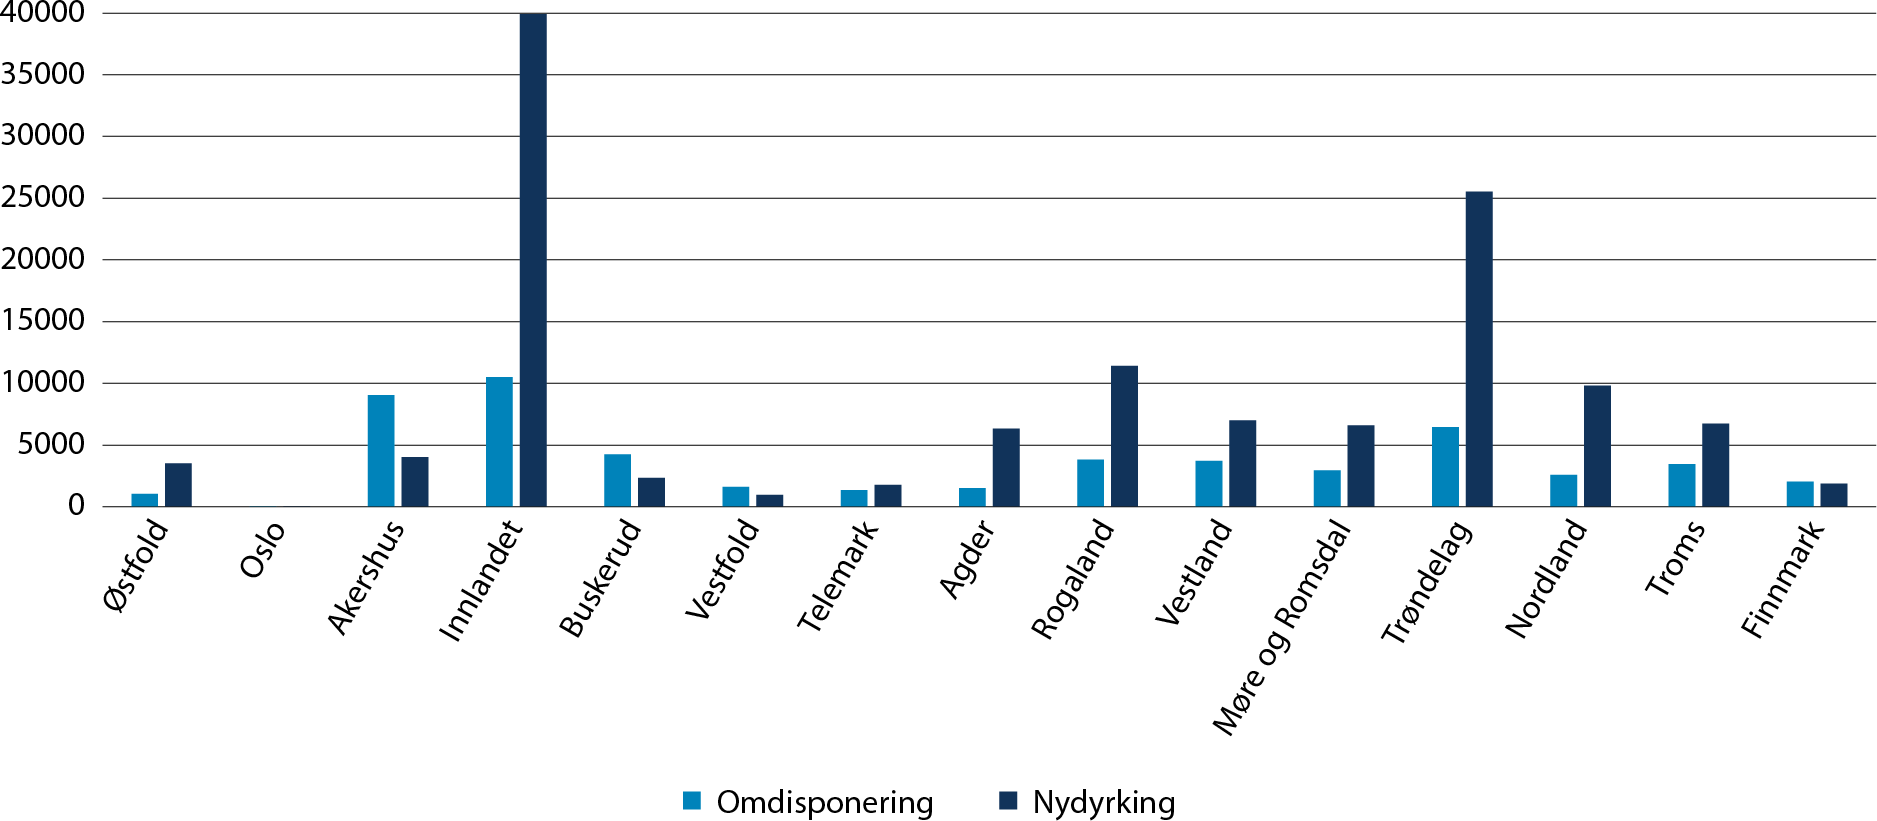 40000
35000
30000
25000
20000
15000
10000
5000
0
Østfold
Oslo
Akershus
Innlandet
Buskerud
Vestfold
Telemark
Agder
Rogaland
Vestland
Møre og Romsdal
Trøndelag
Nordland
Troms
Finnmark
Omdisponering
Nydyrking